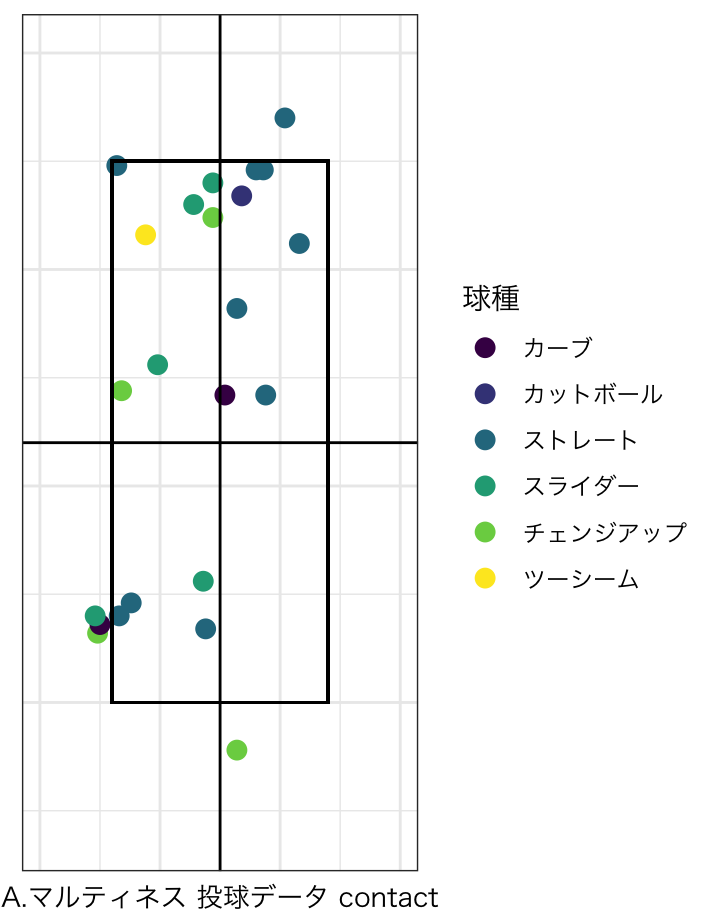 球種
カーブ
カットボール
ストレート
スライダー
チェンジアップ
ツーシーム
A.マルティネス 投球データ contact